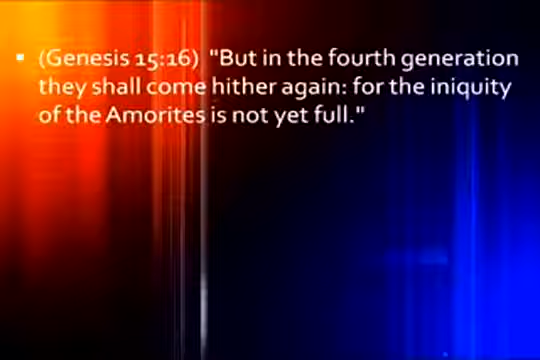 (Genesis 15:16) "But in the fourth generation
they shall come hither again: for the iniquity
of the Amorites is not yet full."